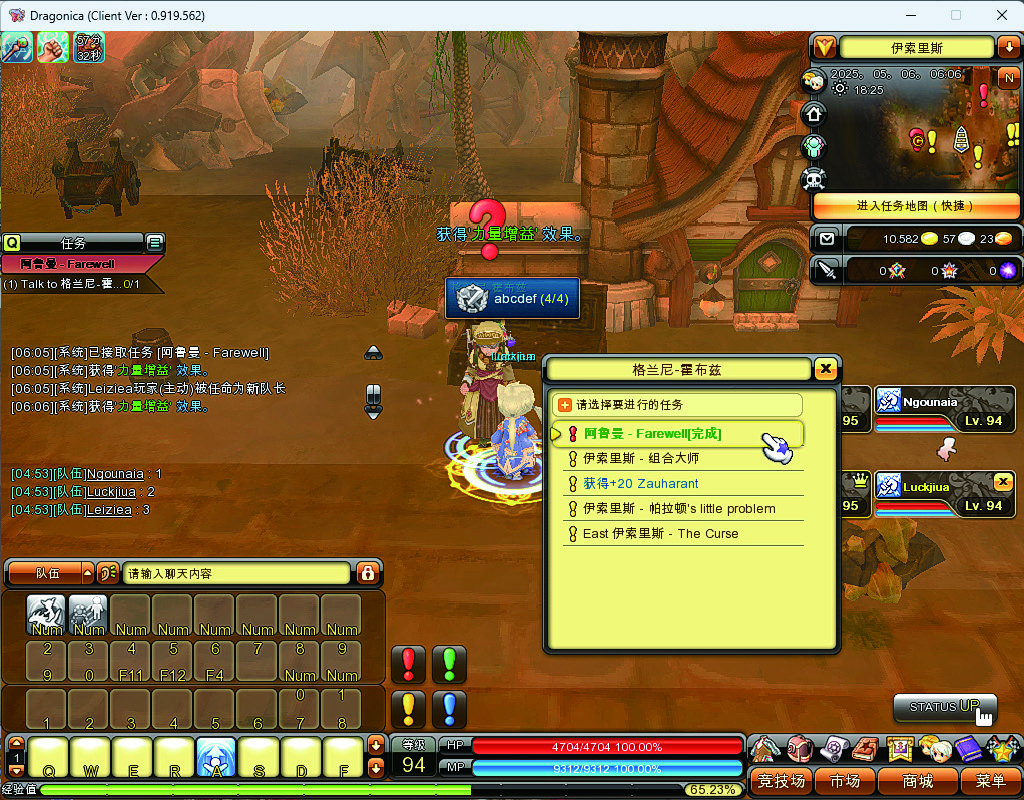 Dragonica (Client Ver : 0.919.562)
57分
32秒
伊索里斯
2025。 05。 06。 06:06
18:25
N
进入任务地图 ( 快捷 )
10.582 57 23
0 0 0
Q 任务
阿鲁曼 - Farewell
(1) Talk to 格兰尼-霍...0/1
获得'力量增益' 效果。
abcdef (4/4)
Luckjiua
[06:05][系统]已接取任务 [阿鲁曼 - Farewell]
[06:05][系统]获得'力量增益' 效果。
[06:05][系统]Leiziea玩家(主动)被任命为新队长
[06:06][系统]获得'力量增益' 效果。
[04:53][队伍]Ngounaia : 1
[04:53][队伍]Luckjiua : 2
[04:53][队伍]Leiziea : 3
格兰尼-霍布兹
请选择要进行的任务
阿鲁曼 - Farewell[完成]
伊索里斯 - 组合大师
获得+20 Zauharant
伊索里斯 - 帕拉顿's little problem
East 伊索里斯 - The Curse
95
Ngounaia
Lv. 94
95
Luckjiua
Lv. 94
队伍
请输入聊天内容
Num Num Num Num Num Num Num Num
2 3 4 5 6 7 8 9
9 0 F11 F12 F4 Num Num
0 1
1 2 3 4 5 6 7 8
STATUS UP
1
Q W E R A S D F
等级
94
HP 4704/4704 100.00%
MP 9312/9312 100.00%
竞技场 市场 商城 菜单
经验值
65.23%